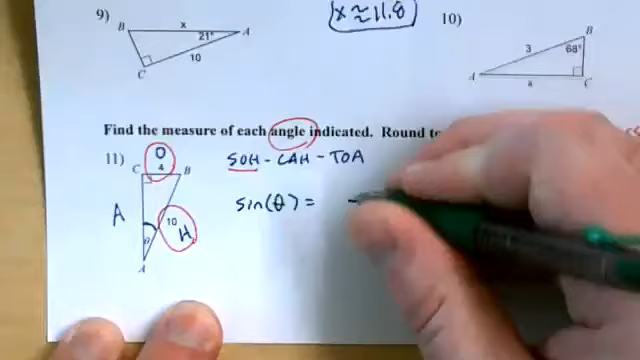 9)
B
x
21°
A
10
C
x ≈ 11.8
10)
B
3
68°
A
x
C
Find the measure of each angle indicated. Round
11)
O
C
4
B
SOH - CAH - TOA
A
10
H
θ
A
sin(θ) =